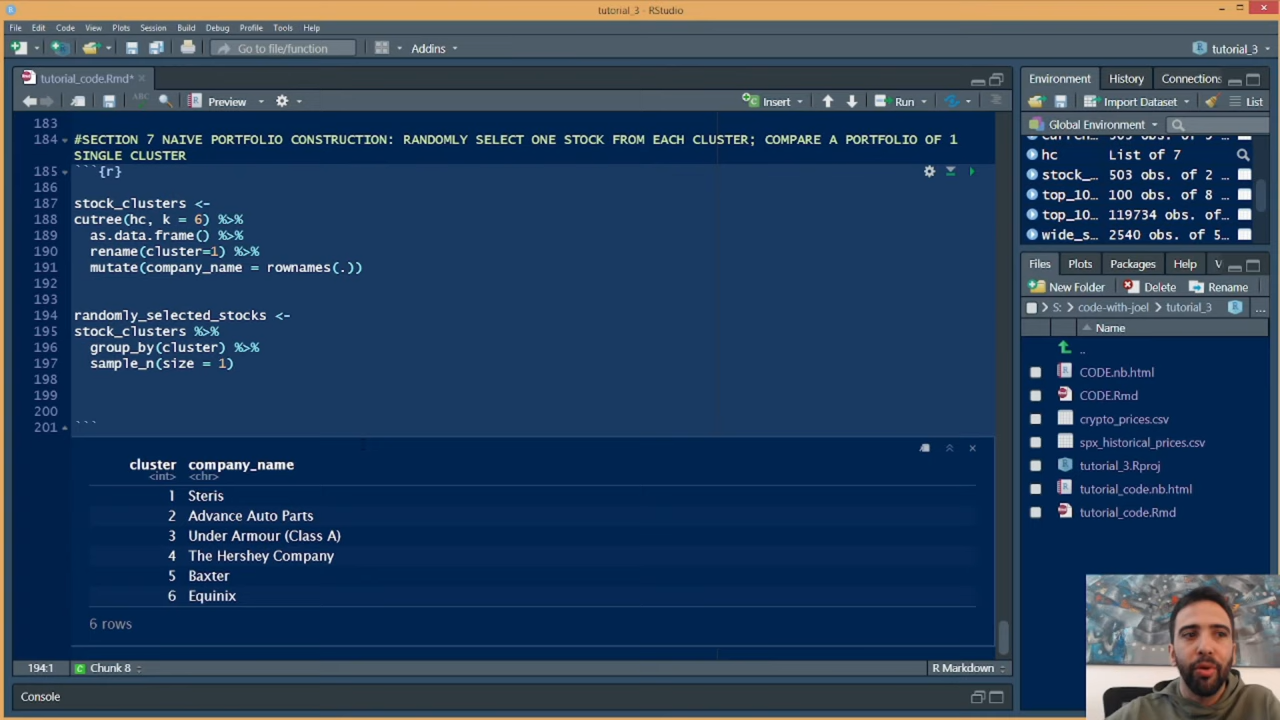 tutorial_3 - RStudio
File Edit Code View Plots Session Build Debug Profile Tools Help
Go to file/function Addins tutorial_3
tutorial_code.Rmd*
Preview Insert Run
183
184 #SECTION 7 NAIVE PORTFOLIO CONSTRUCTION: RANDOMLY SELECT ONE STOCK FROM EACH CLUSTER; COMPARE A PORTFOLIO OF 1
SINGLE CLUSTER
185 ```{r}
186
187 stock_clusters <-
188 cutree(hc, k = 6) %>%
189 as.data.frame() %>%
190 rename(cluster=1) %>%
191 mutate(company_name = rownames(.))
192
193
194 randomly_selected_stocks <-
195 stock_clusters %>%
196 group_by(cluster) %>%
197 sample_n(size = 1)
198
199
200
201 ```
cluster company_name
<int> <chr>
1 Steris
2 Advance Auto Parts
3 Under Armour (Class A)
4 The Hershey Company
5 Baxter
6 Equinix
6 rows
194:1 Chunk 8 R Markdown
Console
Environment History Connections
Import Dataset List
Global Environment
hc List of 7
stock_… 503 obs. of 2
top_10… 100 obs. of 8
top_10… 119734 obs. of…
wide_s… 2540 obs. of 5…
Files Plots Packages Help V
New Folder Delete Rename
S: code-with-joel tutorial_3 ...
Name
..
CODE.nb.html
CODE.Rmd
crypto_prices.csv
spx_historical_prices.csv
tutorial_3.Rproj
tutorial_code.nb.html
tutorial_code.Rmd